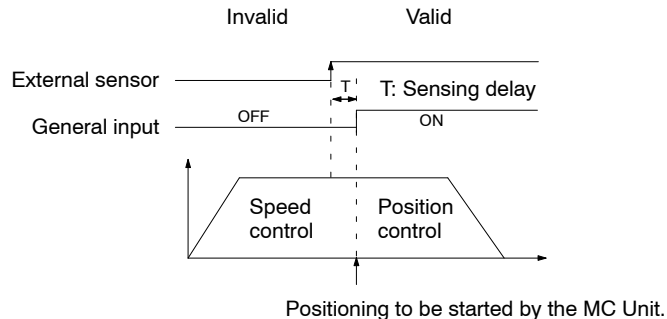 Invalid Valid
External sensor
T
T: Sensing delay
General input
OFF
ON
Speed
control
Position
control
Positioning to be started by the MC Unit.